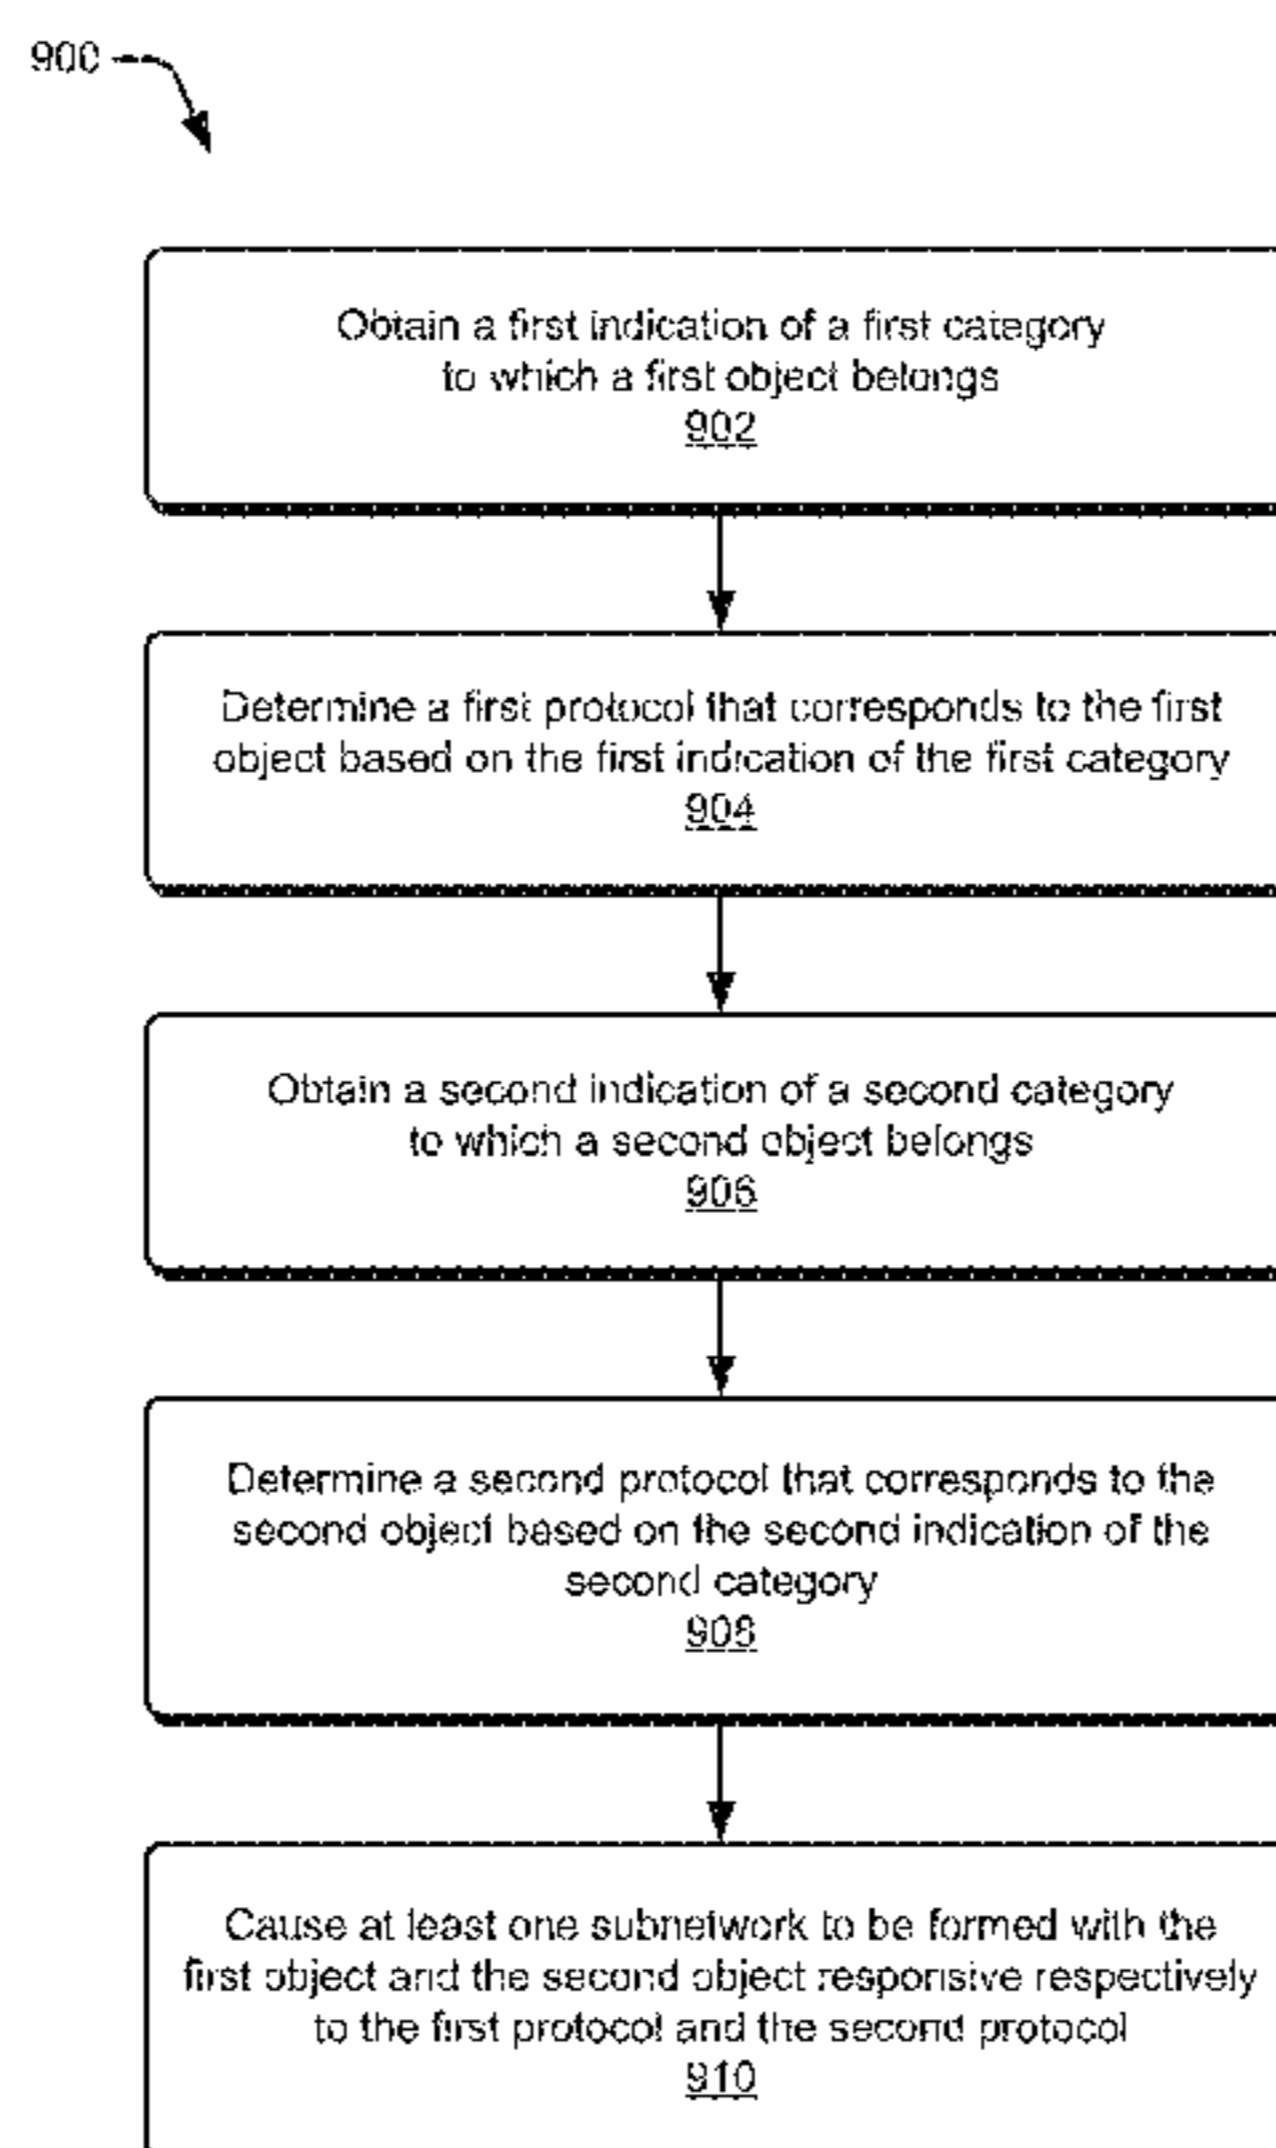 900
Obtain a first indication of a first category
to which a first object belongs
902
Determine a first protocol that corresponds to the first
object based on the first indication of the first category
904
Obtain a second indication of a second category
to which a second object belongs
906
Determine a second protocol that corresponds to the
second object based on the second indication of the
second category
908
Cause at least one subnetwork to be formed with the
first object and the second object responsive respectively
to the first protocol and the second protocol
910